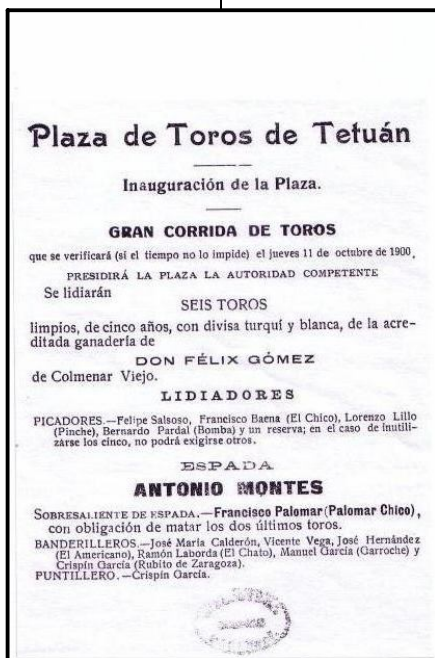 Plaza de Toros de Tetuán
Inauguración de la Plaza.
GRAN CORRIDA DE TOROS
que se verificará (si el tiempo no lo impide) el jueves 11 de octubre de 1900,
PRESIDIRÁ LA PLAZA LA AUTORIDAD COMPETENTE
Se lidiarán
SEIS TOROS
limpios, de cinco años, con divisa turquí y blanca, de la acre-
ditada ganadería de
DON FÉLIX GÓMEZ
de Colmenar Viejo.
LIDIADORES
PICADORES.—Felipe Salsoso, Francisco Baena (El Chico), Lorenzo Lillo
(Pinche), Bernardo Pardal (Bomba) y un reserva; en el caso de inutili-
zárse los cinco, no podrá exigirse otros.
ESPADA
ANTONIO MONTES
SOBRESALIENTE DE ESPADA.—Francisco Palomar (Palomar Chico),
con obligación de matar los dos últimos toros.
BANDERILLEROS.—José María Calderón, Vicente Vega, José Hernández
(El Americano), Ramón Laborda (El Chato), Manuel García (Garroche) y
Crispín García (Rubito de Zaragoza).
PUNTILLERO.—Crispín García.